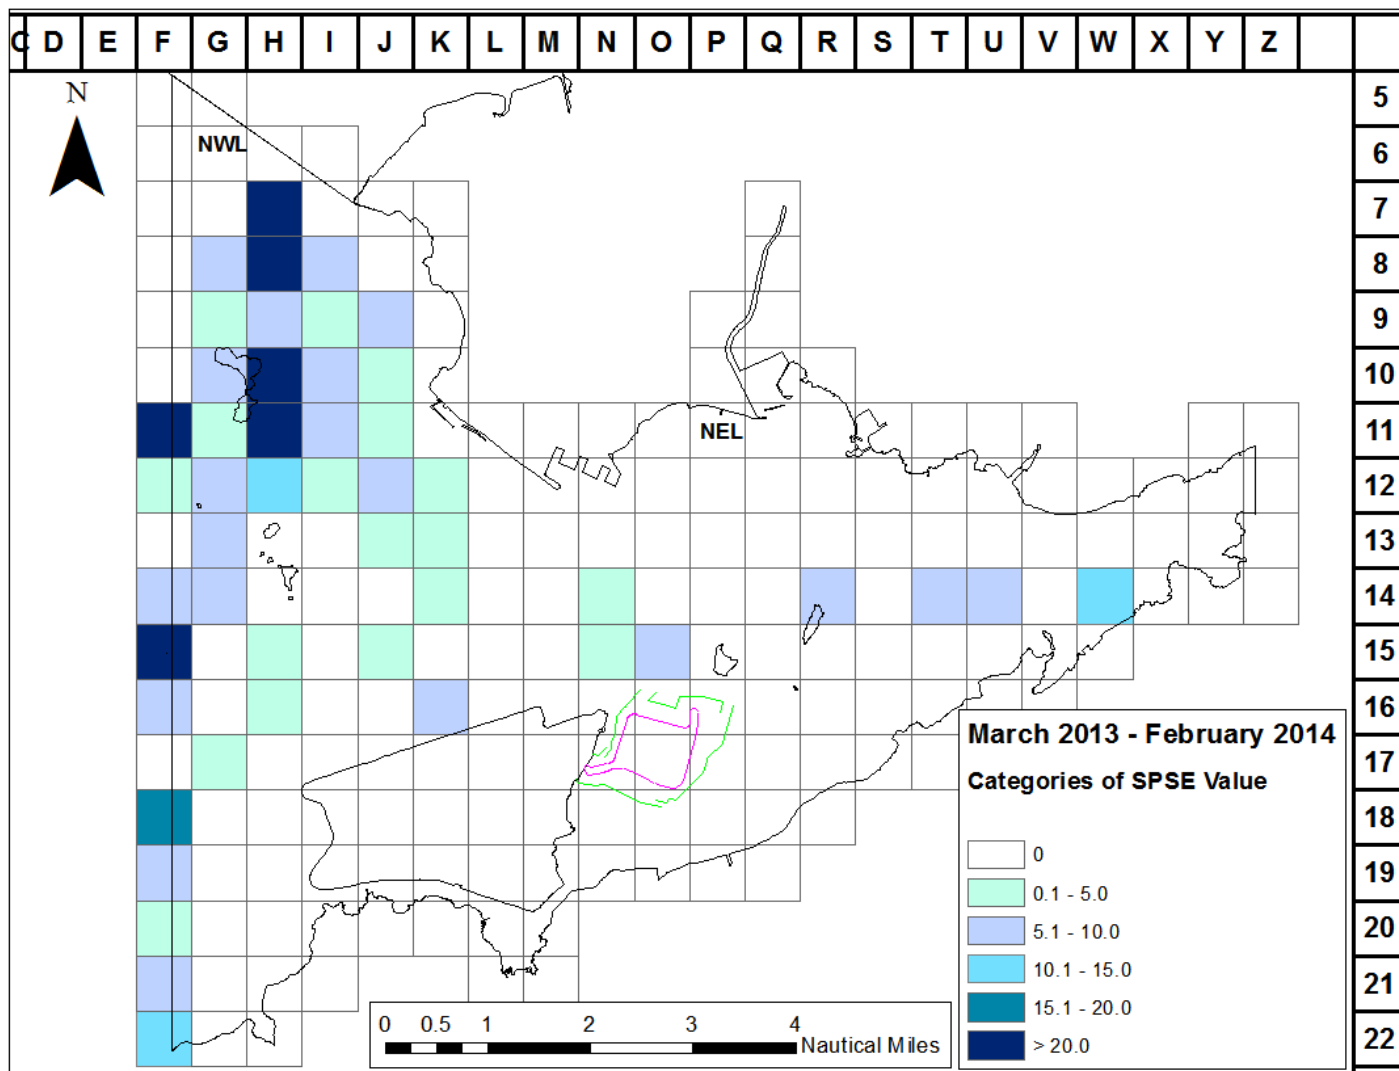 C D E F G H I J K L M N O P Q R S T U V W X Y Z
N
5
NWL
6
7
8
9
10
NEL
11
12
13
14
15
16
17
18
19
20
21
22
March 2013 - February 2014
Categories of SPSE Value
0
0.1 - 5.0
5.1 - 10.0
10.1 - 15.0
15.1 - 20.0
> 20.0
0 0.5 1 2 3 4
Nautical Miles